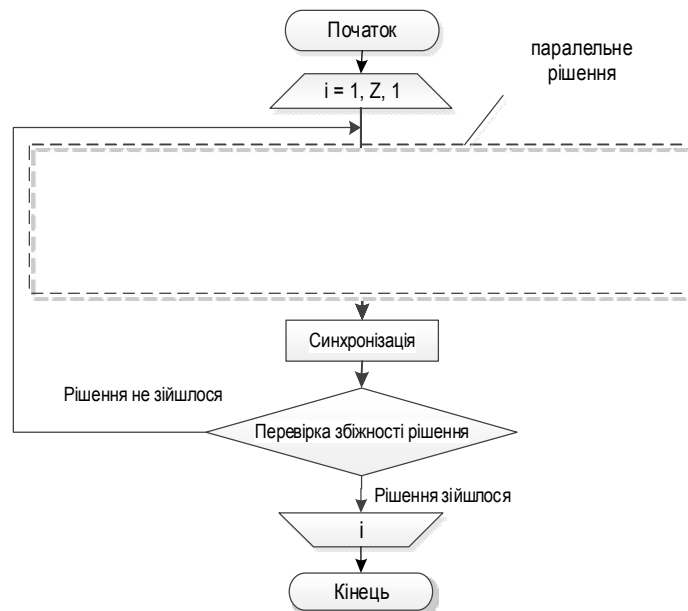 Початок
паралельне
рішення
i = 1, Z, 1
Синхронізація
Рішення не зійшлося
Перевірка збіжності рішення
Рішення зійшлося
i
Кінець